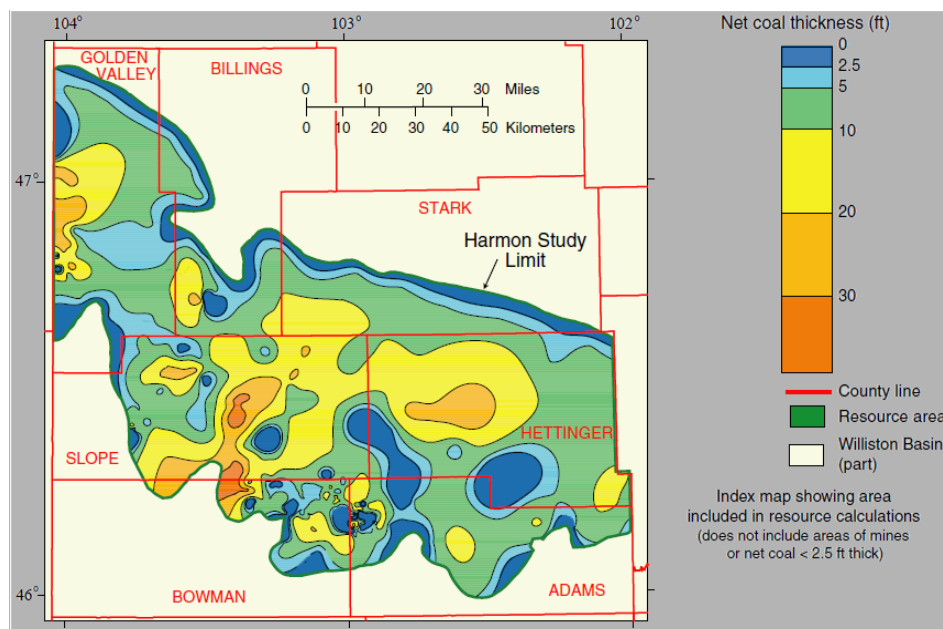 104°
103°
102°
Net coal thickness (ft)
GOLDEN
VALLEY
BILLINGS
0
2.5
5
10
20
30
0 10 20 30 Miles
0 10 20 30 40 50 Kilometers
47°
STARK
Harmon Study
Limit
County line
Resource area
Williston Basin
(part)
HETTINGER
SLOPE
Index map showing area
included in resource calculations
(does not include areas of mines
or net coal < 2.5 ft thick)
46°
BOWMAN
ADAMS